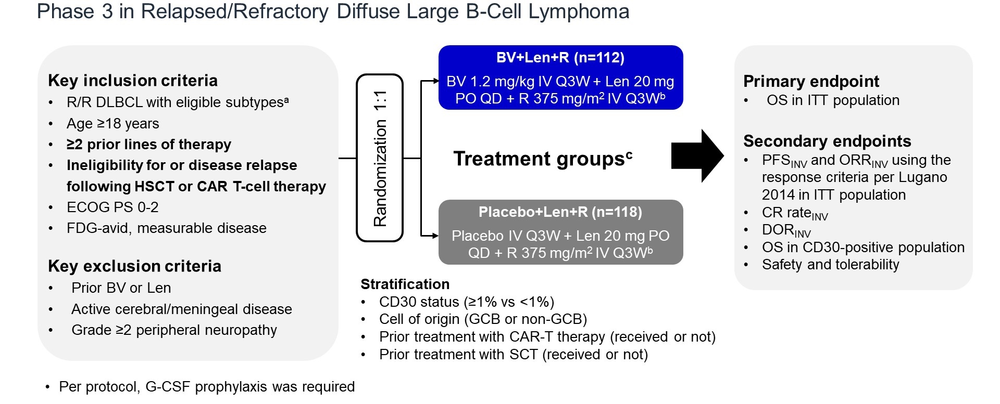 Phase 3 in Relapsed/Refractory Diffuse Large B-Cell Lymphoma
Key inclusion criteria
• R/R DLBCL with eligible subtypesᵃ
• Age ≥18 years
• ≥2 prior lines of therapy
• Ineligibility for or disease relapse
following HSCT or CAR T-cell therapy
• ECOG PS 0-2
• FDG-avid, measurable disease
Key exclusion criteria
• Prior BV or Len
• Active cerebral/meningeal disease
• Grade ≥2 peripheral neuropathy
Randomization 1:1
BV+Len+R (n=112)
BV 1.2 mg/kg IV Q3W + Len 20 mg
PO QD + R 375 mg/m² IV Q3Wᵇ
Treatment groupsᶜ
Placebo+Len+R (n=118)
Placebo IV Q3W + Len 20 mg PO
QD + R 375 mg/m² IV Q3Wᵇ
Stratification
• CD30 status (≥1% vs <1%)
• Cell of origin (GCB or non-GCB)
• Prior treatment with CAR-T therapy (received or not)
• Prior treatment with SCT (received or not)
Primary endpoint
• OS in ITT population
Secondary endpoints
• PFSINV and ORRINV using the
response criteria per Lugano
2014 in ITT population
• CR rateINV
• DORINV
• OS in CD30-positive population
• Safety and tolerability
• Per protocol, G-CSF prophylaxis was required